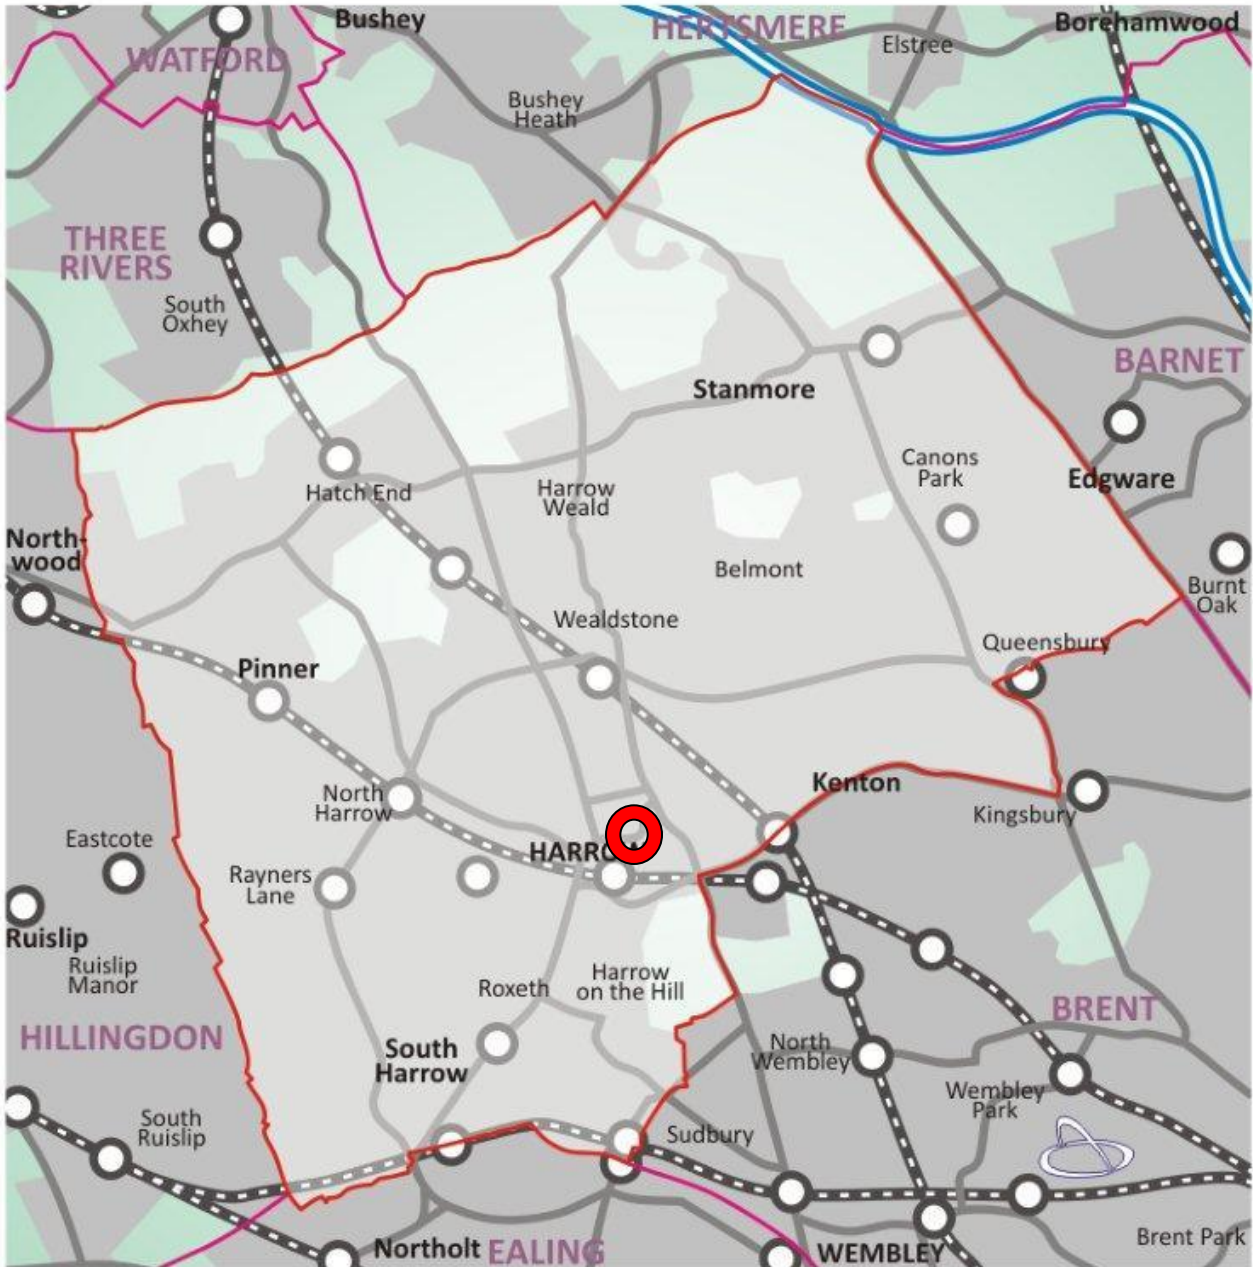 Bushey
HERTSMERE
Borehamwood
Elstree
WATFORD
Bushey
Heath
THREE
RIVERS
South
Oxhey
BARNET
Stanmore
Edgware
Canons
Park
Hatch End
Harrow
Weald
North-
wood
Belmont
Burnt
Oak
Wealdstone
Queensbury
Pinner
Kenton
North
Harrow
Kingsbury
Eastcote
HARRO
Rayners
Lane
Ruislip
Ruislip
Manor
Roxeth
Harrow
on the Hill
HILLINGDON
BRENT
South
Harrow
North
Wembley
Wembley
Park
South
Ruislip
Sudbury
Brent Park
Northolt
EALING
WEMBLEY